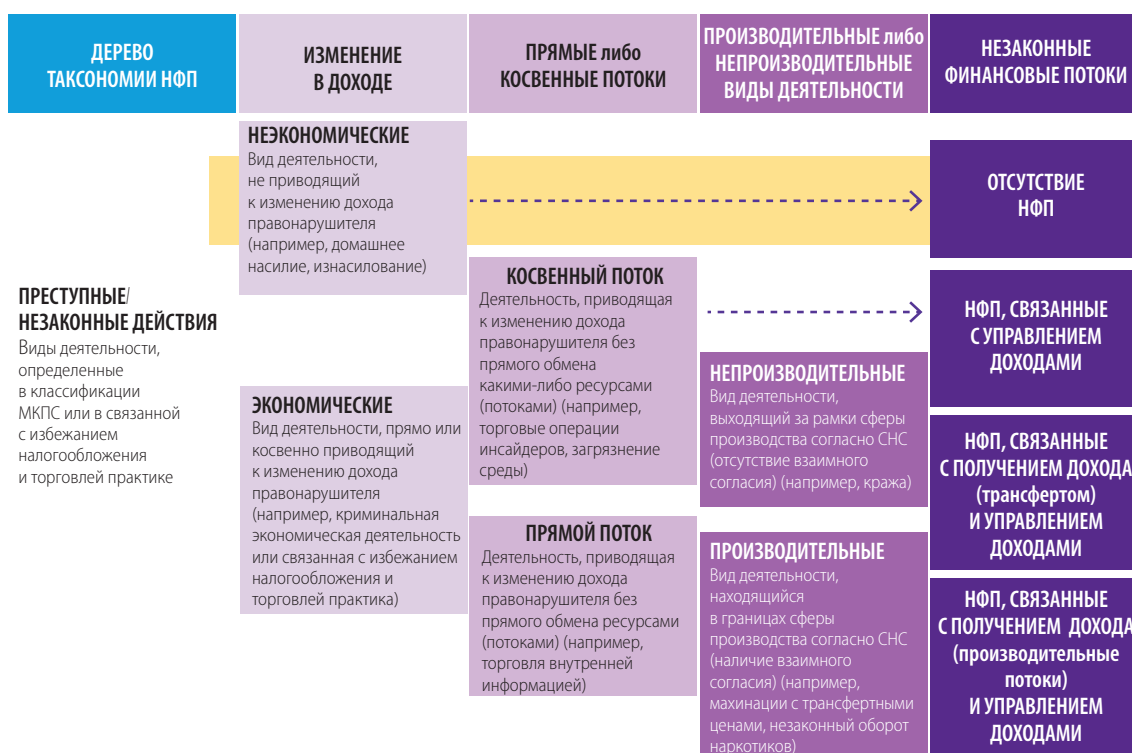 ДЕРЕВО
ТАКСОНОМИИ НФП
ИЗМЕНЕНИЕ
В ДОХОДЕ
ПРЯМЫЕ либо
КОСВЕННЫЕ ПОТОКИ
ПРОИЗВОДИТЕЛЬНЫЕ либо
НЕПРОИЗВОДИТЕЛЬНЫЕ
ВИДЫ ДЕЯТЕЛЬНОСТИ
НЕЗАКОННЫЕ
ФИНАНСОВЫЕ ПОТОКИ
ПРЕСТУПНЫЕ/
НЕЗАКОННЫЕ ДЕЙСТВИЯ
Виды деятельности,
определенные
в классификации
МКПС или в связанной
с избежанием
налогообложения
и торговлей практике
НЕЭКОНОМИЧЕСКИЕ
Вид деятельности,
не приводящий
к изменению дохода
правонарушителя
(например, домашнее
насилие, изнасилование)
ЭКОНОМИЧЕСКИЕ
Вид деятельности, прямо или
косвенно приводящий
к изменению дохода
правонарушителя
(например, криминальная
экономическая деятельность
или связанная с избежанием
налогообложения и
торговлей практика)
КОСВЕННЫЙ ПОТОК
Деятельность, приводящая
к изменению дохода
правонарушителя без
прямого обмена
какими-либо ресурсами
(потоками) (например,
торговые операции
инсайдеров, загрязнение
среды)
ПРЯМОЙ ПОТОК
Деятельность, приводящая
к изменению дохода
правонарушителя без
прямого обмена ресурсами
(потоками) (например,
торговля внутренней
информацией)
НЕПРОИЗВОДИТЕЛЬНЫЕ
Вид деятельности,
выходящий за рамки сферы
производства согласно СНС
(отсутствие взаимного
согласия) (например, кража)
ПРОИЗВОДИТЕЛЬНЫЕ
Вид деятельности,
находящийся
в границах сферы
производства согласно СНС
(наличие взаимного
согласия) (например,
махинации с трансфертными
ценами, незаконный оборот
наркотиков)
ОТСУТСТВИЕ
НФП
НФП, СВЯЗАННЫЕ
С УПРАВЛЕНИЕМ
ДОХОДАМИ
НФП, СВЯЗАННЫЕ
С ПОЛУЧЕНИЕМ ДОХОДА
(трансфертом)
И УПРАВЛЕНИЕМ
ДОХОДАМИ
НФП, СВЯЗАННЫЕ
С ПОЛУЧЕНИЕМ ДОХОДА
(производительные
потоки)
И УПРАВЛЕНИЕМ
ДОХОДАМИ